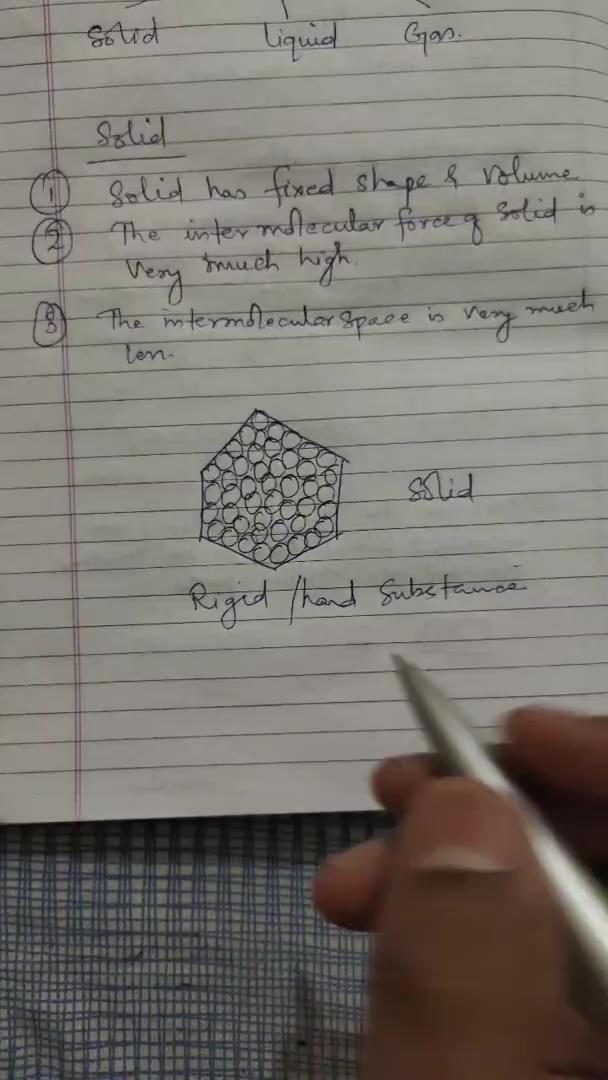 Solid liquid Gas.
Solid
① Solid has fixed shape & volume
② The intermolecular force of solid is
very much high.
③ The intermolecular space is very much
less.
Solid
Rigid / hard substance